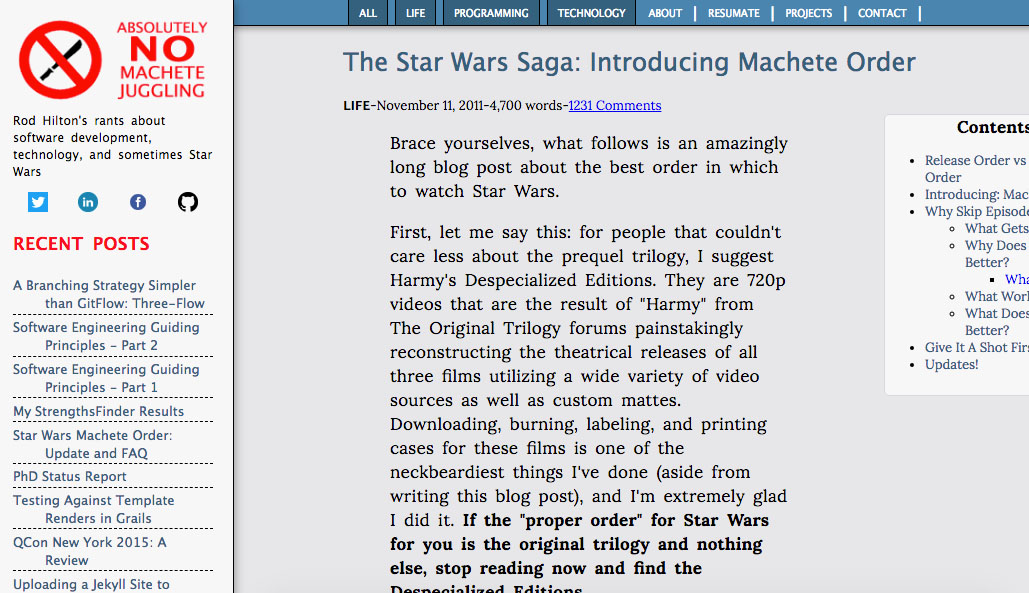 ABSOLUTELY
NO
MACHETE
JUGGLING
Rod Hilton's rants about
software development,
technology, and sometimes Star
Wars
RECENT POSTS
A Branching Strategy Simpler
than GitFlow: Three-Flow
Software Engineering Guiding
Principles - Part 2
Software Engineering Guiding
Principles - Part 1
My StrengthsFinder Results
Star Wars Machete Order:
Update and FAQ
PhD Status Report
Testing Against Template
Renders in Grails
QCon New York 2015: A
Review
Uploading a Jekyll Site to
ALL LIFE PROGRAMMING TECHNOLOGY ABOUT | RESUMATE | PROJECTS | CONTACT |
The Star Wars Saga: Introducing Machete Order
LIFE-November 11, 2011-4,700 words-1231 Comments
Brace yourselves, what follows is an amazingly
long blog post about the best order in which
to watch Star Wars.
First, let me say this: for people that couldn't
care less about the prequel trilogy, I suggest
Harmy's Despecialized Editions. They are 720p
videos that are the result of "Harmy" from
The Original Trilogy forums painstakingly
reconstructing the theatrical releases of all
three films utilizing a wide variety of video
sources as well as custom mattes.
Downloading, burning, labeling, and printing
cases for these films is one of the
neckbeardiest things I've done (aside from
writing this blog post), and I'm extremely glad
I did it. If the "proper order" for Star Wars
for you is the original trilogy and nothing
else, stop reading now and find the
Despecialized Editions.
Contents
Release Order vs
Order
Introducing: Mac
Why Skip Episode
What Gets
Why Does
Better?
Wha
What Work
What Does
Better?
Give It A Shot Firs
Updates!